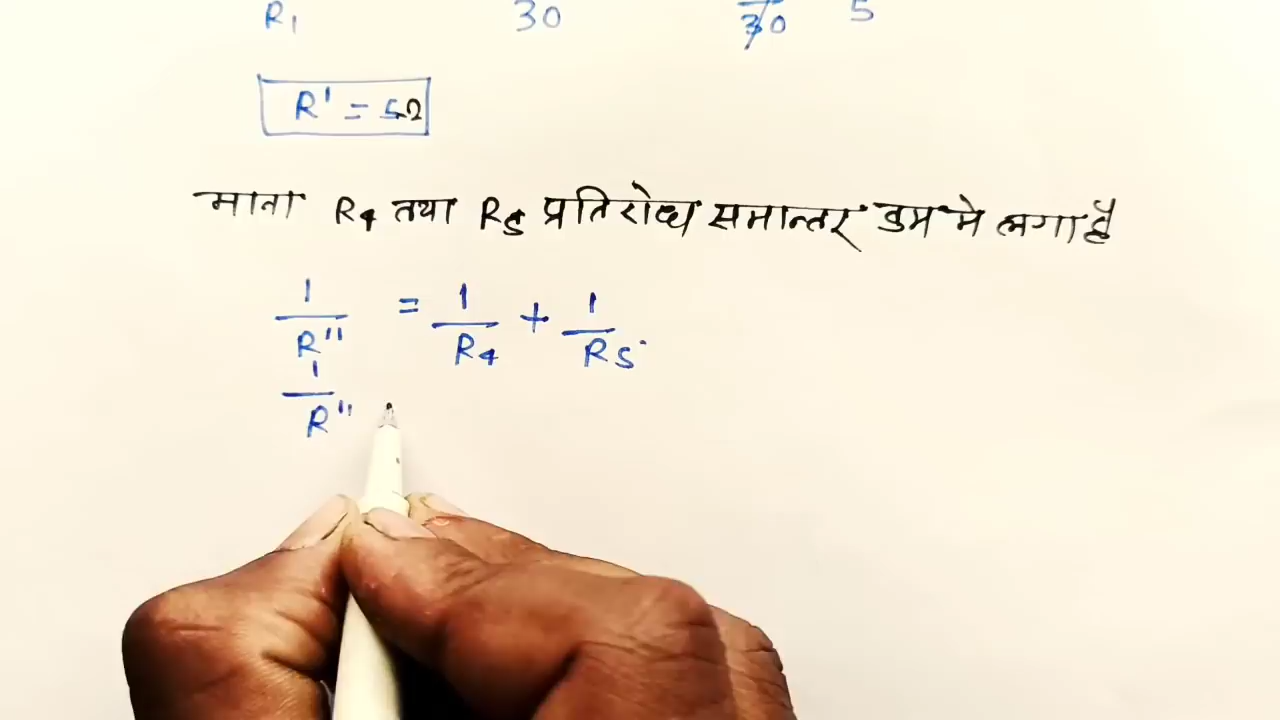 R₁ 30 30 5
R' = 5Ω
माना R₄ तथा R₅ प्रतिरोध समान्तर क्रम मे लगा है
1/R'' = 1/R₄ + 1/R₅
1/R''